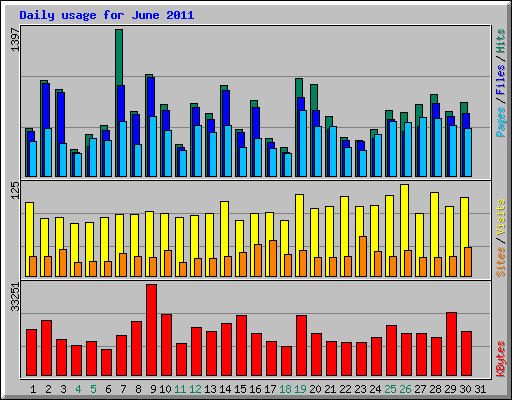 Daily usage for June 2011
1397
Pages / Files / Hits
125
Sites / Visits
33251
KBytes
1 2 3 4 5 6 7 8 9 10 11 12 13 14 15 16 17 18 19 20 21 22 23 24 25 26 27 28 29 30 31